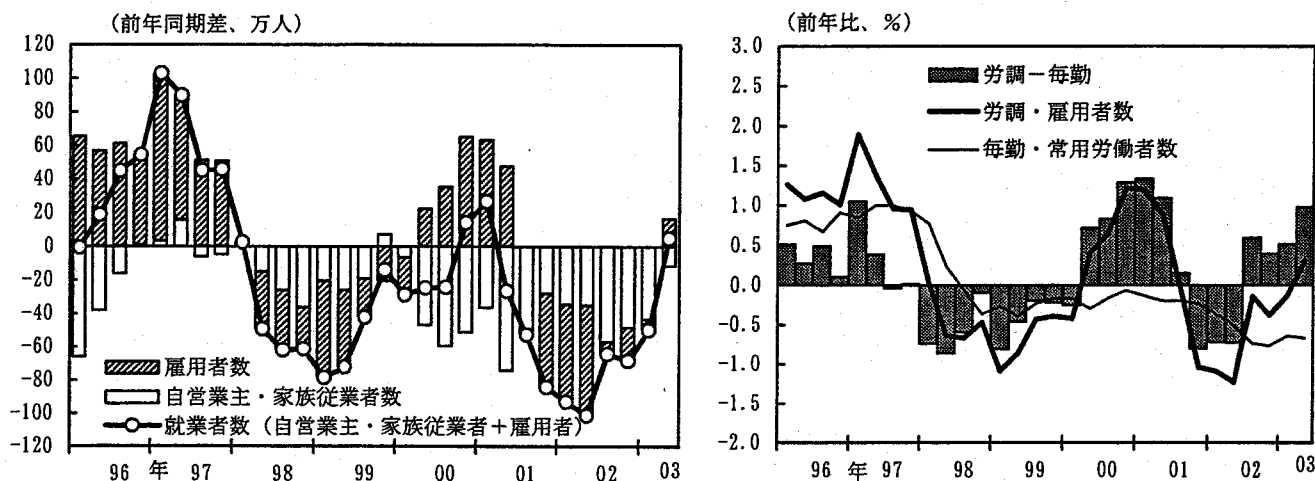 (前年同期差、万人)
120
100
80
60
40
20
0
-20
-40
-60
-80
-100
-120
雇用者数
自営業主・家族従業者数
就業者数(自営業主・家族従業者+雇用者)
96 年 97 98 99 00 01 02 03
(前年比、%)
3.0
2.5
2.0
1.5
1.0
0.5
0.0
-0.5
-1.0
-1.5
-2.0
労調-毎勤
労調・雇用者数
毎勤・常用労働者数
96 年 97 98 99 00 01 02 03